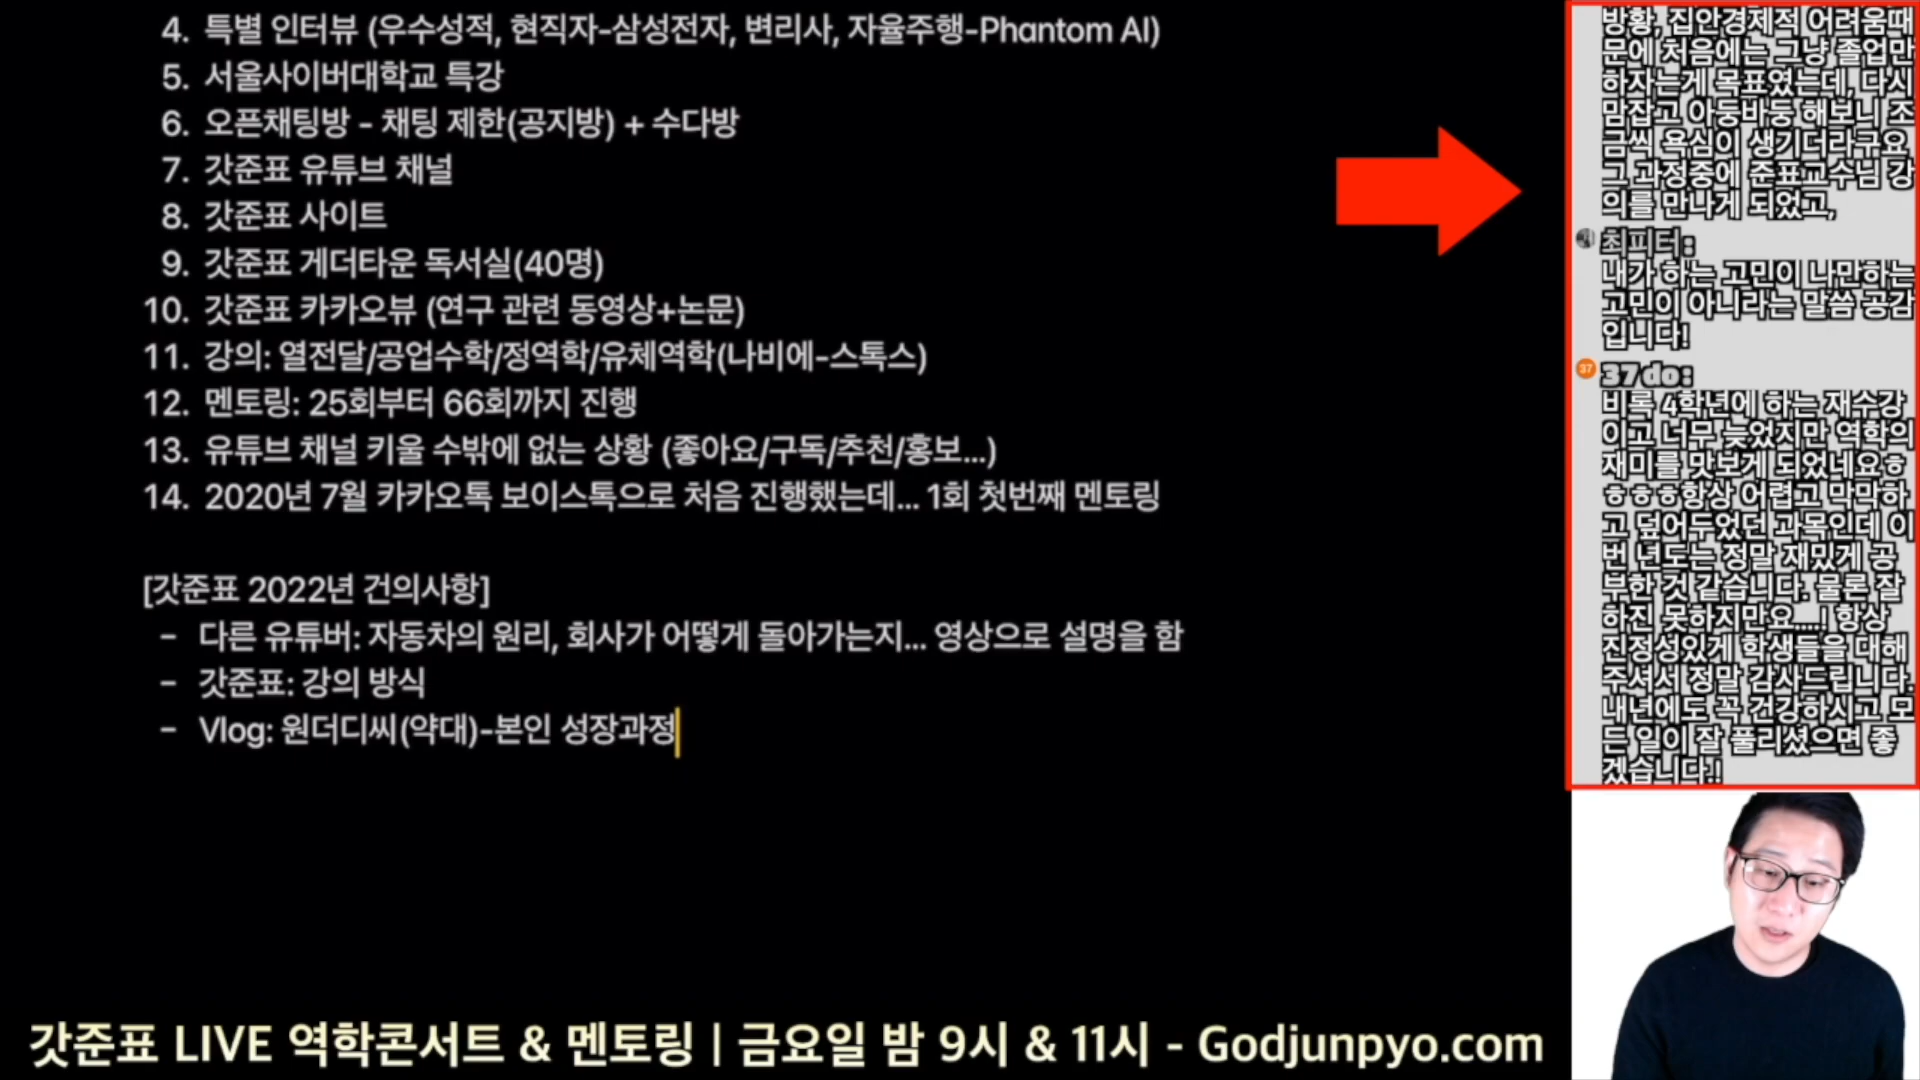 4. 특별 인터뷰 (우수성적, 현직자-삼성전자, 변리사, 자율주행-Phantom AI)
5. 서울사이버대학교 특강
6. 오픈채팅방 - 채팅 제한(공지방) + 수다방
7. 갓준표 유튜브 채널
8. 갓준표 사이트
9. 갓준표 게더타운 독서실(40명)
10. 갓준표 카카오뷰 (연구 관련 동영상+논문)
11. 강의: 열전달/공업수학/정역학/유체역학(나비에-스톡스)
12. 멘토링: 25회부터 66회까지 진행
13. 유튜브 채널 키울 수밖에 없는 상황 (좋아요/구독/추천/홍보...)
14. 2020년 7월 카카오톡 보이스톡으로 처음 진행했는데... 1회 첫번째 멘토링
[갓준표 2022년 건의사항]
- 다른 유튜버: 자동차의 원리, 회사가 어떻게 돌아가는지... 영상으로 설명을 함
- 갓준표: 강의 방식
- Vlog: 원더디씨(약대)-본인 성장과정
방황, 집안경제적 어려움때
문에 처음에는 그냥 졸업만
하자는게 목표였는데, 다시
맘잡고 아둥바둥 해보니 조
금씩 욕심이 생기더라구요
그 과정중에 준표교수님 강
의를 만나게 되었고,
최피터:
내가 하는 고민이 나만하는
고민이 아니라는 말씀 공감
입니다!
37
37 do:
비록 4학년에 하는 재수강
이고 너무 늦었지만 역학의
재미를 맛보게 되었네요ㅎ
ㅎㅎㅎ항상 어렵고 막막하
고 덮어두었던 과목인데 이
번 년도는 정말 재밌게 공
부한 것 같습니다. 물론 잘
하진 못하지만요....! 항상
진정성있게 학생들을 대해
주셔서 정말 감사드립니다.
내년에도 꼭 건강하시고 모
든 일이 잘 풀리셨으면 좋
겠습니다.!
갓준표 LIVE 역학콘서트 & 멘토링 | 금요일 밤 9시 & 11시 - Godjunpyo.com